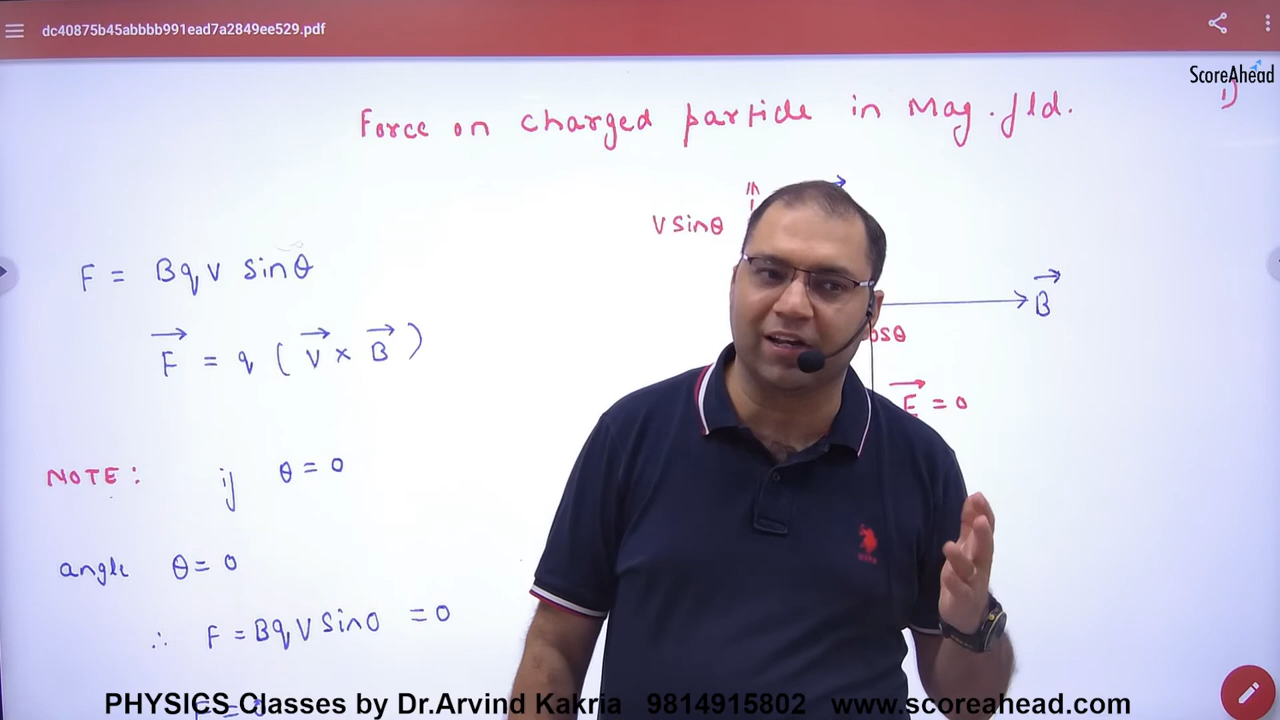 dc40875b45abbbb991ead7a2849ee529.pdf
ScoreAhead
Force on charged particle in Mag. fld.
V sinθ
F = BqV sinθ
B
F = q ( V × B )
osθ
= 0
NOTE: if θ = 0
angle θ = 0
∴ F = BqV sin0 = 0
PHYSICS Classes by Dr.Arvind Kakria 9814915802 www.scoreahead.com